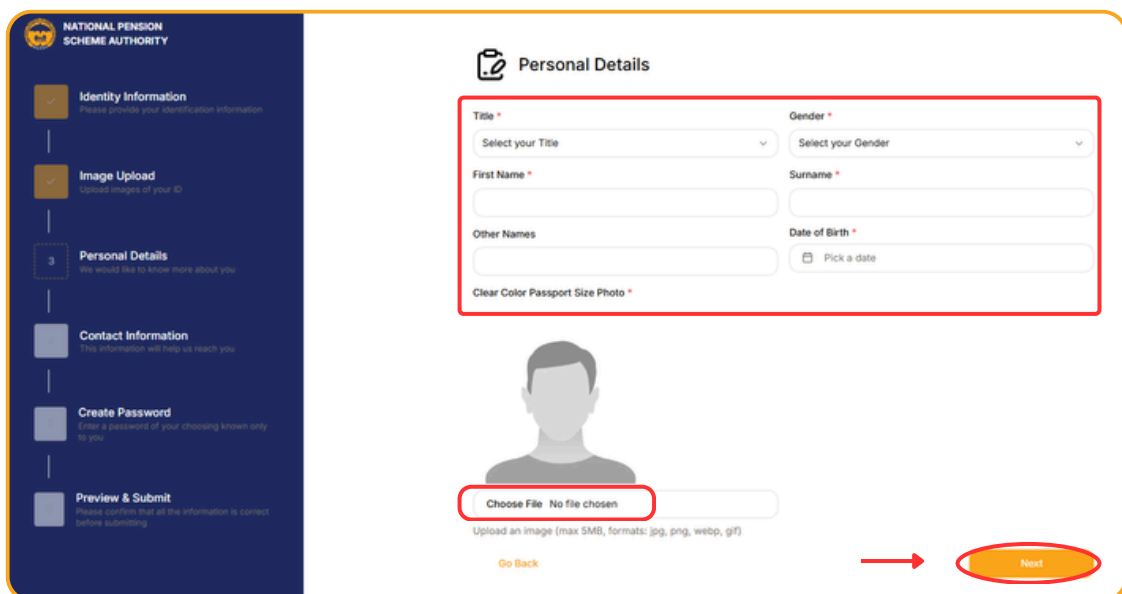 NATIONAL PENSION
SCHEME AUTHORITY
Identity Information
Please provide your identification information
Image Upload
Upload images of your ID
3
Personal Details
We would like to know more about you
Contact Information
This information will help us reach you
Create Password
Enter a password of your choosing known only
to you
Preview & Submit
Please confirm that all the information is correct
before submitting
Personal Details
Title *
Gender *
Select your Title
Select your Gender
First Name *
Surname *
Other Names
Date of Birth *
Pick a date
Clear Color Passport Size Photo *
Choose File No file chosen
Upload an image (max 5MB, formats: jpg, png, webp, gif)
Go Back
Next